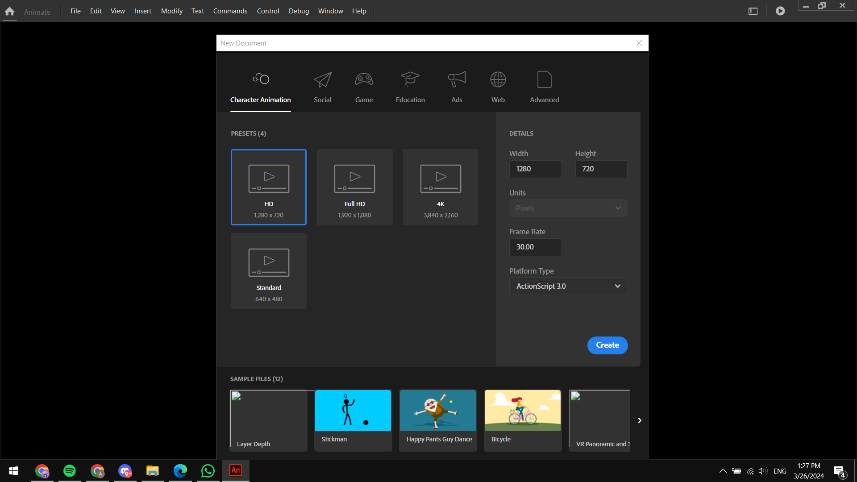 Animate File Edit View Insert Modify Text Commands Control Debug Window Help
New Document
Character Animation Social Game Education Ads Web Advanced
PRESETS (4)
HD
1,280 x 720
Full HD
1,920 x 1,080
4K
3,840 x 2,160
Standard
640 x 480
DETAILS
Width Height
1280 720
Units
Pixels
Frame Rate
30.00
Platform Type
ActionScript 3.0
Create
SAMPLE FILES (12)
Layer Depth
Stickman
Happy Pants Guy Dance
Bicycle
VR Panoramic and
An
ENG
1:27 PM
3/26/2024
4